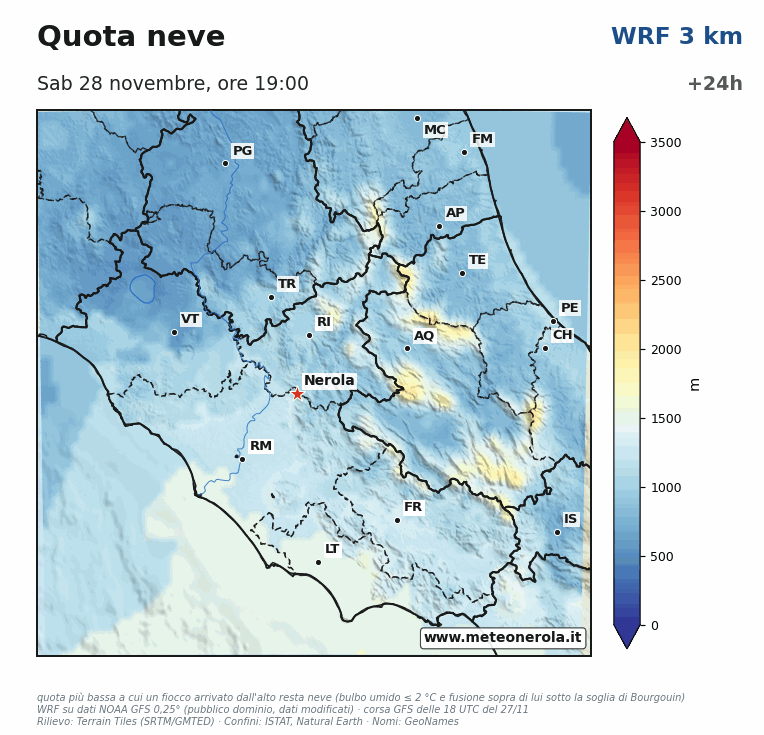 Quota neve
WRF 3 km
Sab 28 novembre, ore 19:00
+24h
MC
FM
PG
AP
TE
TR
PE
VT
RI
AQ
CH
Nerola
RM
FR
IS
LT
www.meteonerola.it
3500
3000
2500
2000
1500
1000
500
0
m
quota più bassa a cui un fiocco arrivato dall'alto resta neve (bulbo umido ≤ 2 °C e fusione sopra di lui sotto la soglia di Bourgouin)
WRF su dati NOAA GFS 0,25° (pubblico dominio, dati modificati) · corsa GFS delle 18 UTC del 27/11
Rilievo: Terrain Tiles (SRTM/GMTED) · Confini: ISTAT, Natural Earth · Nomi: GeoNames